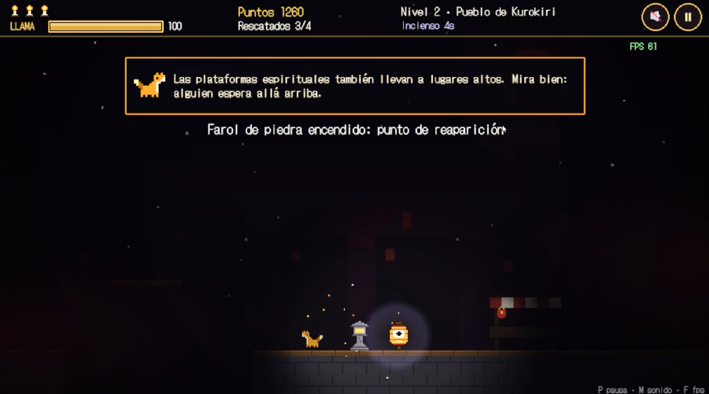 Puntos 1260
Nivel 2 · Pueblo de Kurokiri
LLAMA 100
Rescatados 3/4
Incienso 4s
FPS 61
Las plataformas espirituales también llevan a lugares altos. Mira bien:
alguien espera allá arriba.
Farol de piedra encendido: punto de reaparición
P pausa · M sonido · F fps